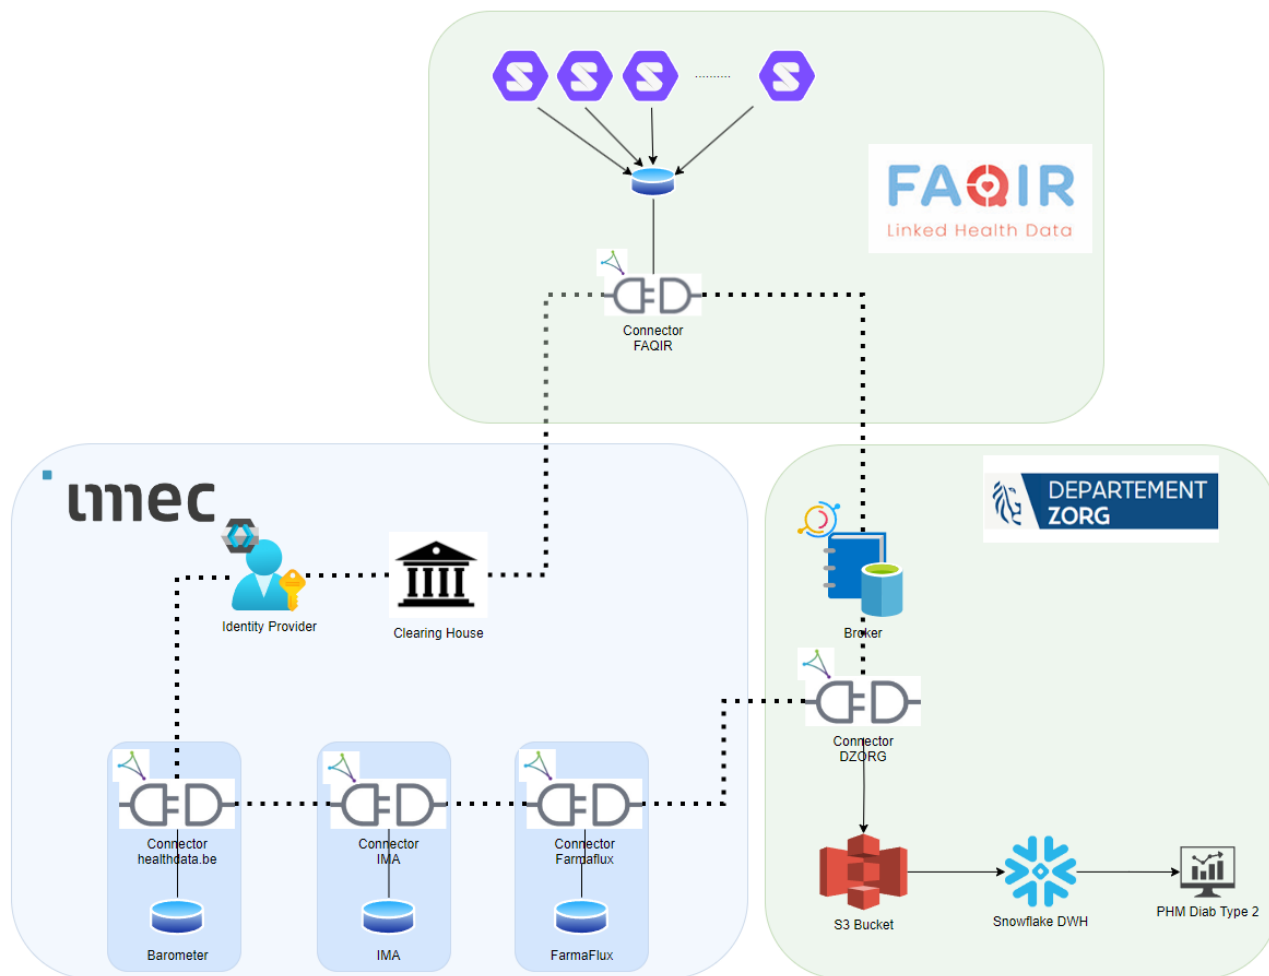 ..........
FAQIR
Linked Health Data
Connector
FAQIR
imec
DEPARTEMENT
ZORG
Identity Provider
Clearing House
Broker
Connector
DZORG
Connector
healthdata.be
Connector
IMA
Connector
Farmaflux
S3 Bucket
Snowflake DWH
PHM Diab Type 2
Barometer
IMA
FarmaFlux